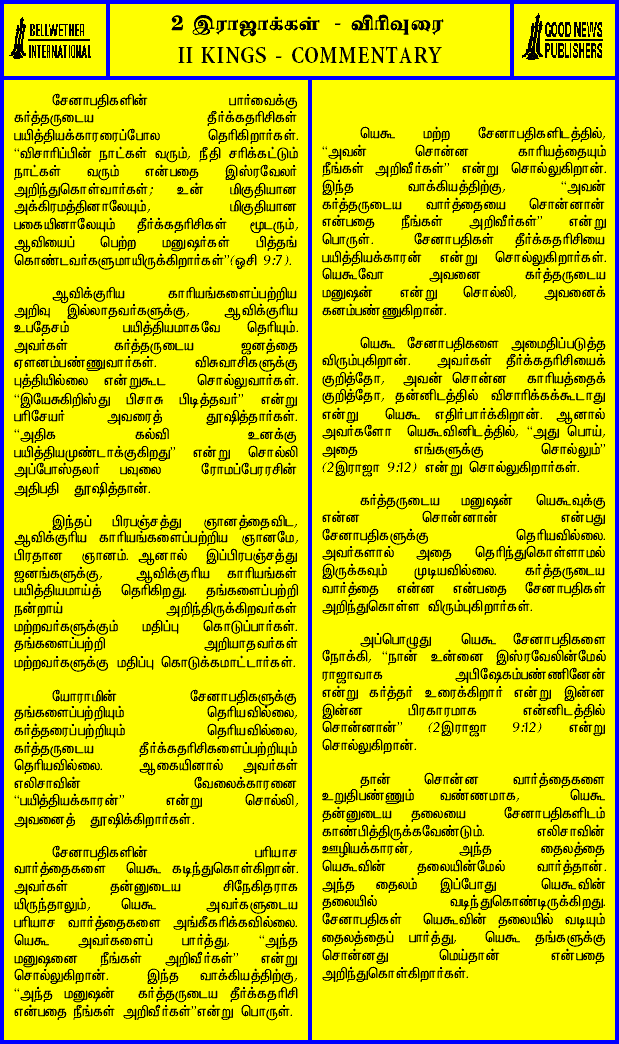 BELLWETHER
INTERNATIONAL
2 இராஜாக்கள் - விரிவுரை
II KINGS - COMMENTARY
GOOD NEWS
PUBLISHERS
சேனாபதிகளின் பார்வைக்கு
கர்த்தருடைய தீர்க்கதரிசிகள்
பயித்தியக்காரரைப்போல தெரிகிறார்கள்.
“விசாரிப்பின் நாட்கள் வரும், நீதி சரிக்கட்டும்
நாட்கள் வரும் என்பதை இஸ்ரவேலர்
அறிந்துகொள்வார்கள்; உன் மிகுதியான
அக்கிரமத்தினாலேயும், மிகுதியான
பகையினாலேயும் தீர்க்கதரிசிகள் மூடரும்,
ஆவியைப் பெற்ற மனுஷர்கள் பித்தங்
கொண்டவர்களுமாயிருக்கிறார்கள்”(ஓசி 9:7).
ஆவிக்குரிய காரியங்களைப்பற்றிய
அறிவு இல்லாதவர்களுக்கு, ஆவிக்குரிய
உபதேசம் பயித்தியமாகவே தெரியும்.
அவர்கள் கர்த்தருடைய ஜனத்தை
ஏளனம்பண்ணுவார்கள். விசுவாசிகளுக்கு
புத்தியில்லை என்றுகூட சொல்லுவார்கள்.
“இயேசுகிறிஸ்து பிசாசு பிடித்தவர்” என்று
பரிசேயர் அவரைத் தூஷித்தார்கள்.
“அதிக கல்வி உனக்கு
பயித்தியமுண்டாக்குகிறது” என்று சொல்லி
அப்போஸ்தலர் பவுலை ரோமப்பேரரசின்
அதிபதி தூஷித்தான்.
இந்தப் பிரபஞ்சத்து ஞானத்தைவிட,
ஆவிக்குரிய காரியங்களைப்பற்றிய ஞானமே,
பிரதான ஞானம். ஆனால் இப்பிரபஞ்சத்து
ஜனங்களுக்கு, ஆவிக்குரிய காரியங்கள்
பயித்தியமாய்த் தெரிகிறது. தங்களைப்பற்றி
நன்றாய் அறிந்திருக்கிறவர்கள்
மற்றவர்களுக்கும் மதிப்பு கொடுப்பார்கள்.
தங்களைப்பற்றி அறியாதவர்கள்
மற்றவர்களுக்கு மதிப்பு கொடுக்கமாட்டார்கள்.
யோராமின் சேனாபதிகளுக்கு
தங்களைப்பற்றியும் தெரியவில்லை,
கர்த்தரைப்பற்றியும் தெரியவில்லை,
கர்த்தருடைய தீர்க்கதரிசிகளைப்பற்றியும்
தெரியவில்லை. ஆகையினால் அவர்கள்
எலிசாவின் வேலைக்காரனை
“பயித்தியக்காரன்” என்று சொல்லி,
அவனைத் தூஷிக்கிறார்கள்.
சேனாபதிகளின் பரியாச
வார்த்தைகளை யெகூ கடிந்துகொள்கிறான்.
அவர்கள் தன்னுடைய சிநேகிதராக
யிருந்தாலும், யெகூ அவர்களுடைய
பரியாச வார்த்தைகளை அங்கீகரிக்கவில்லை.
யெகூ அவர்களைப் பார்த்து, “அந்த
மனுஷனை நீங்கள் அறிவீர்கள்” என்று
சொல்லுகிறான். இந்த வாக்கியத்திற்கு,
“அந்த மனுஷன் கர்த்தருடைய தீர்க்கதரிசி
என்பதை நீங்கள் அறிவீர்கள்”என்று பொருள்.
யெகூ மற்ற சேனாபதிகளிடத்தில்,
“அவன் சொன்ன காரியத்தையும்
நீங்கள் அறிவீர்கள்” என்று சொல்லுகிறான்.
இந்த வாக்கியத்திற்கு, “அவன்
கர்த்தருடைய வார்த்தையை சொன்னான்
என்பதை நீங்கள் அறிவீர்கள்” என்று
பொருள். சேனாபதிகள் தீர்க்கதரிசியை
பயித்தியக்காரன் என்று சொல்லுகிறார்கள்.
யெகூவோ அவனை கர்த்தருடைய
மனுஷன் என்று சொல்லி, அவனைக்
கனம்பண்ணுகிறான்.
யெகூ சேனாபதிகளை அமைதிப்படுத்த
விரும்புகிறான். அவர்கள் தீர்க்கதரிசியைக்
குறித்தோ, அவன் சொன்ன காரியத்தைக்
குறித்தோ, தன்னிடத்தில் விசாரிக்கக்கூடாது
என்று யெகூ எதிர்பார்க்கிறான். ஆனால்
அவர்களோ யெகூவினிடத்தில், “அது பொய்,
அதை எங்களுக்கு சொல்லும்”
(2இராஜா 9:12) என்று சொல்லுகிறார்கள்.
கர்த்தருடைய மனுஷன் யெகூவுக்கு
என்ன சொன்னான் என்பது
சேனாபதிகளுக்கு தெரியவில்லை.
அவர்களால் அதை தெரிந்துகொள்ளாமல்
இருக்கவும் முடியவில்லை. கர்த்தருடைய
வார்த்தை என்ன என்பதை சேனாபதிகள்
அறிந்துகொள்ள விரும்புகிறார்கள்.
அப்பொழுது யெகூ சேனாபதிகளை
நோக்கி, “நான் உன்னை இஸ்ரவேலின்மேல்
ராஜாவாக அபிஷேகம்பண்ணினேன்
என்று கர்த்தர் உரைக்கிறார் என்று இன்ன
இன்ன பிரகாரமாக என்னிடத்தில்
சொன்னான்” (2இராஜா 9:12) என்று
சொல்லுகிறான்.
தான் சொன்ன வார்த்தைகளை
உறுதிபண்ணும் வண்ணமாக, யெகூ
தன்னுடைய தலையை சேனாபதிகளிடம்
காண்பித்திருக்கவேண்டும். எலிசாவின்
ஊழியக்காரன், அந்த தைலத்தை
யெகூவின் தலையின்மேல் வார்த்தான்.
அந்த தைலம் இப்போது யெகூவின்
தலையில் வடிந்துகொண்டிருக்கிறது.
சேனாபதிகள் யெகூவின் தலையில் வடியும்
தைலத்தைப் பார்த்து, யெகூ தங்களுக்கு
சொன்னது மெய்தான் என்பதை
அறிந்துகொள்கிறார்கள்.